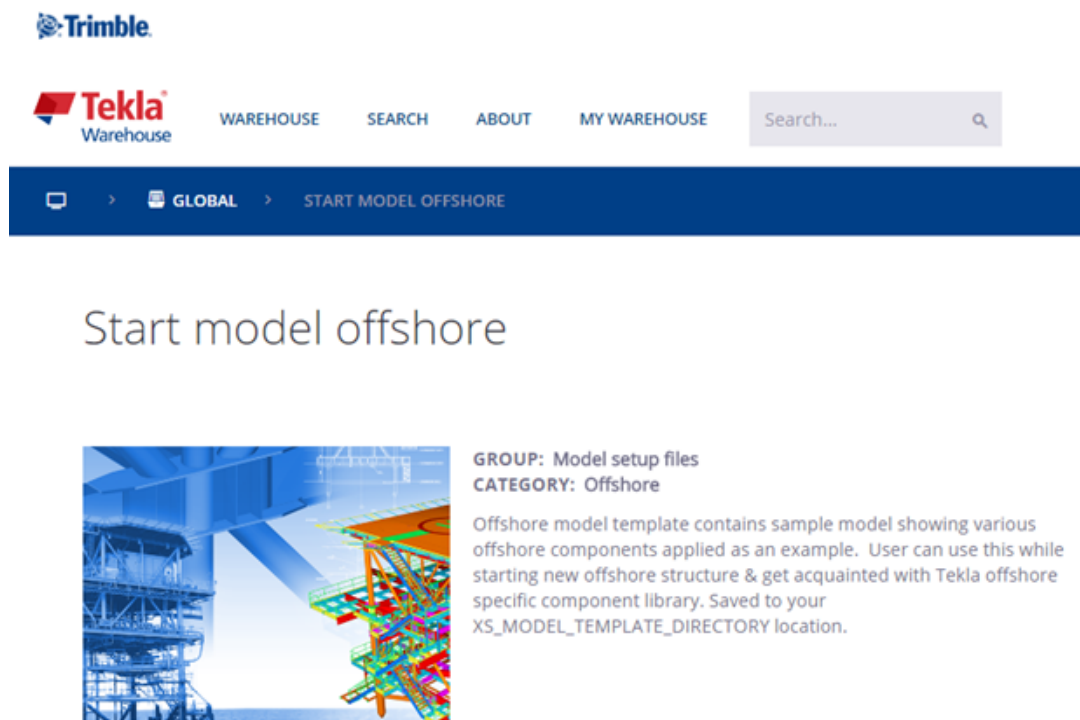 Trimble.
Tekla®
Warehouse
WAREHOUSE SEARCH ABOUT MY WAREHOUSE Search...
> GLOBAL > START MODEL OFFSHORE
Start model offshore
GROUP: Model setup files
CATEGORY: Offshore
Offshore model template contains sample model showing various
offshore components applied as an example. User can use this while
starting new offshore structure & get acquainted with Tekla offshore
specific component library. Saved to your
XS_MODEL_TEMPLATE_DIRECTORY location.